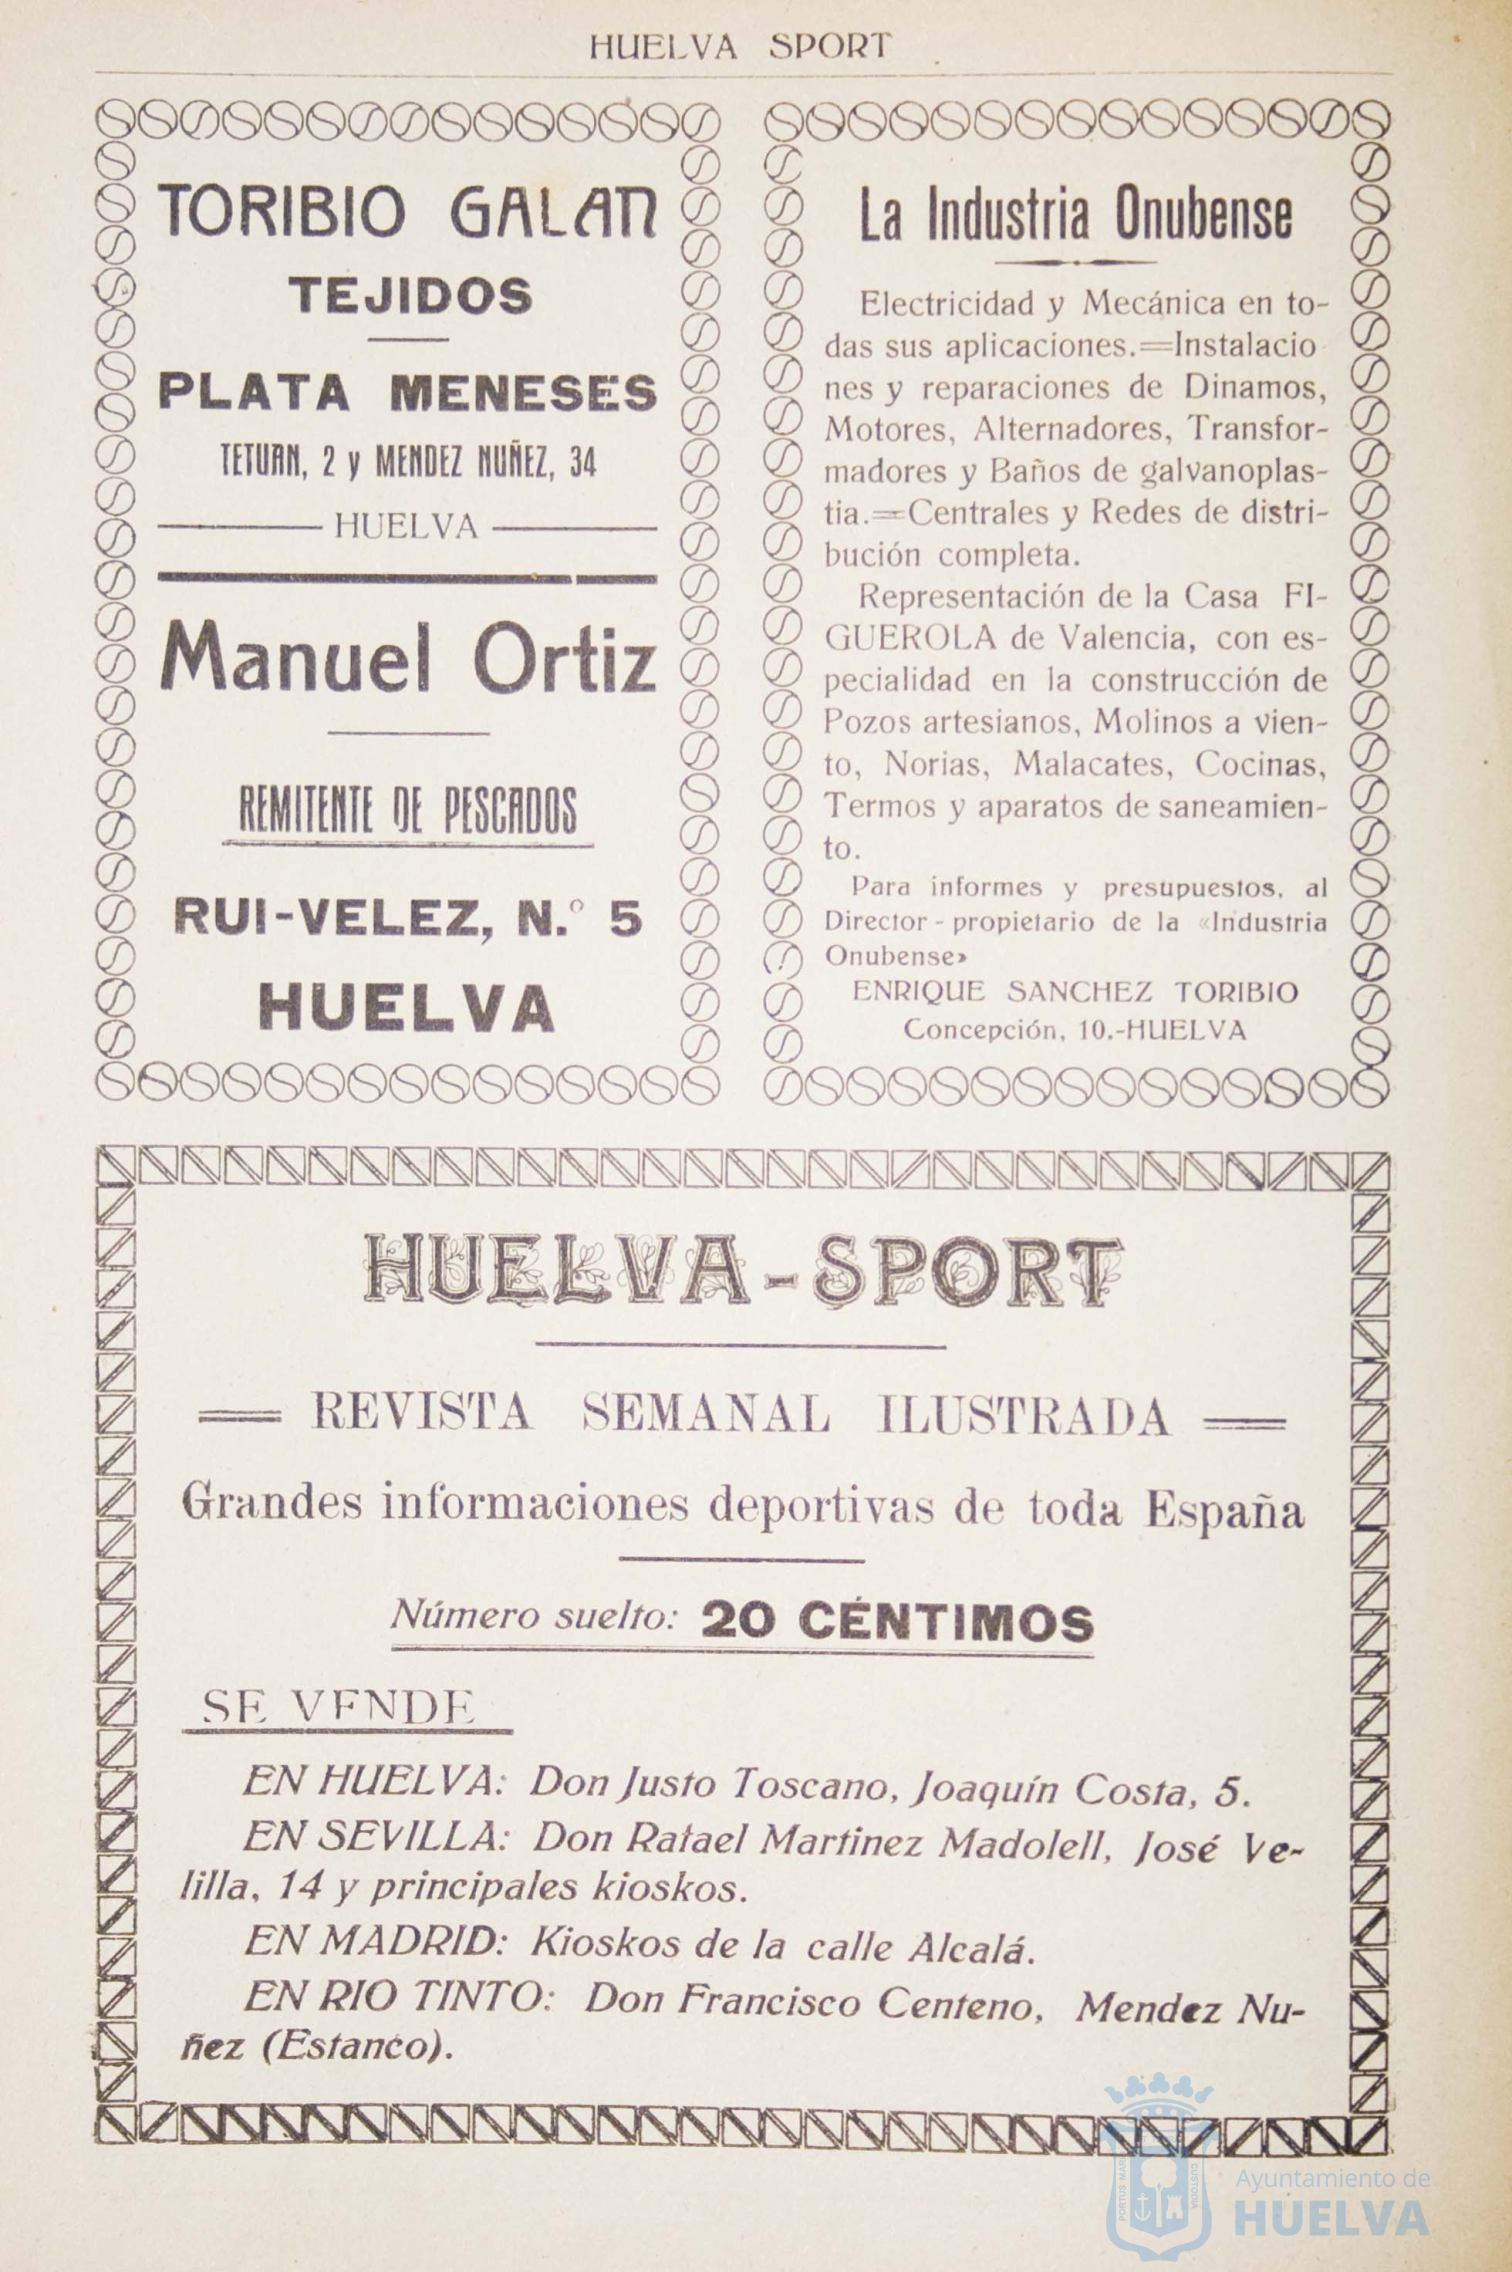 HUELVA SPORT
TORIBIO GALAN
TEJIDOS
PLATA MENESES
TETUAN, 2 y MENDEZ NUÑEZ, 34
HUELVA
Manuel Ortiz
REMITENTE DE PESCADOS
RUI-VELEZ, N.º 5
HUELVA
La Industria Onubense
Electricidad y Mecánica en to-
das sus aplicaciones.=Instalacio
nes y reparaciones de Dinamos,
Motores, Alternadores, Transfor-
madores y Baños de galvanoplas-
tia.=Centrales y Redes de distri-
bución completa.
Representación de la Casa FI-
GUEROLA de Valencia, con es-
pecialidad en la construcción de
Pozos artesianos, Molinos a vien-
to, Norias, Malacates, Cocinas,
Termos y aparatos de saneamien-
to.
Para informes y presupuestos, al
Director-propietario de la «Industria
Onubense»
ENRIQUE SANCHEZ TORIBIO
Concepción, 10.-HUELVA
HUELVA-SPORT
REVISTA SEMANAL ILUSTRADA
Grandes informaciones deportivas de toda España
Número suelto: 20 CÉNTIMOS
SE VENDE
EN HUELVA: Don Justo Toscano, Joaquín Costa, 5.
EN SEVILLA: Don Rafael Martinez Madolell, José Ve-
lilla, 14 y principales kioskos.
EN MADRID: Kioskos de la calle Alcalá.
EN RIO TINTO: Don Francisco Centeno, Mendez Nu-
ñez (Estanco).
PORTUS MARIS
CUSTODIA
Ayuntamiento de
HUELVA